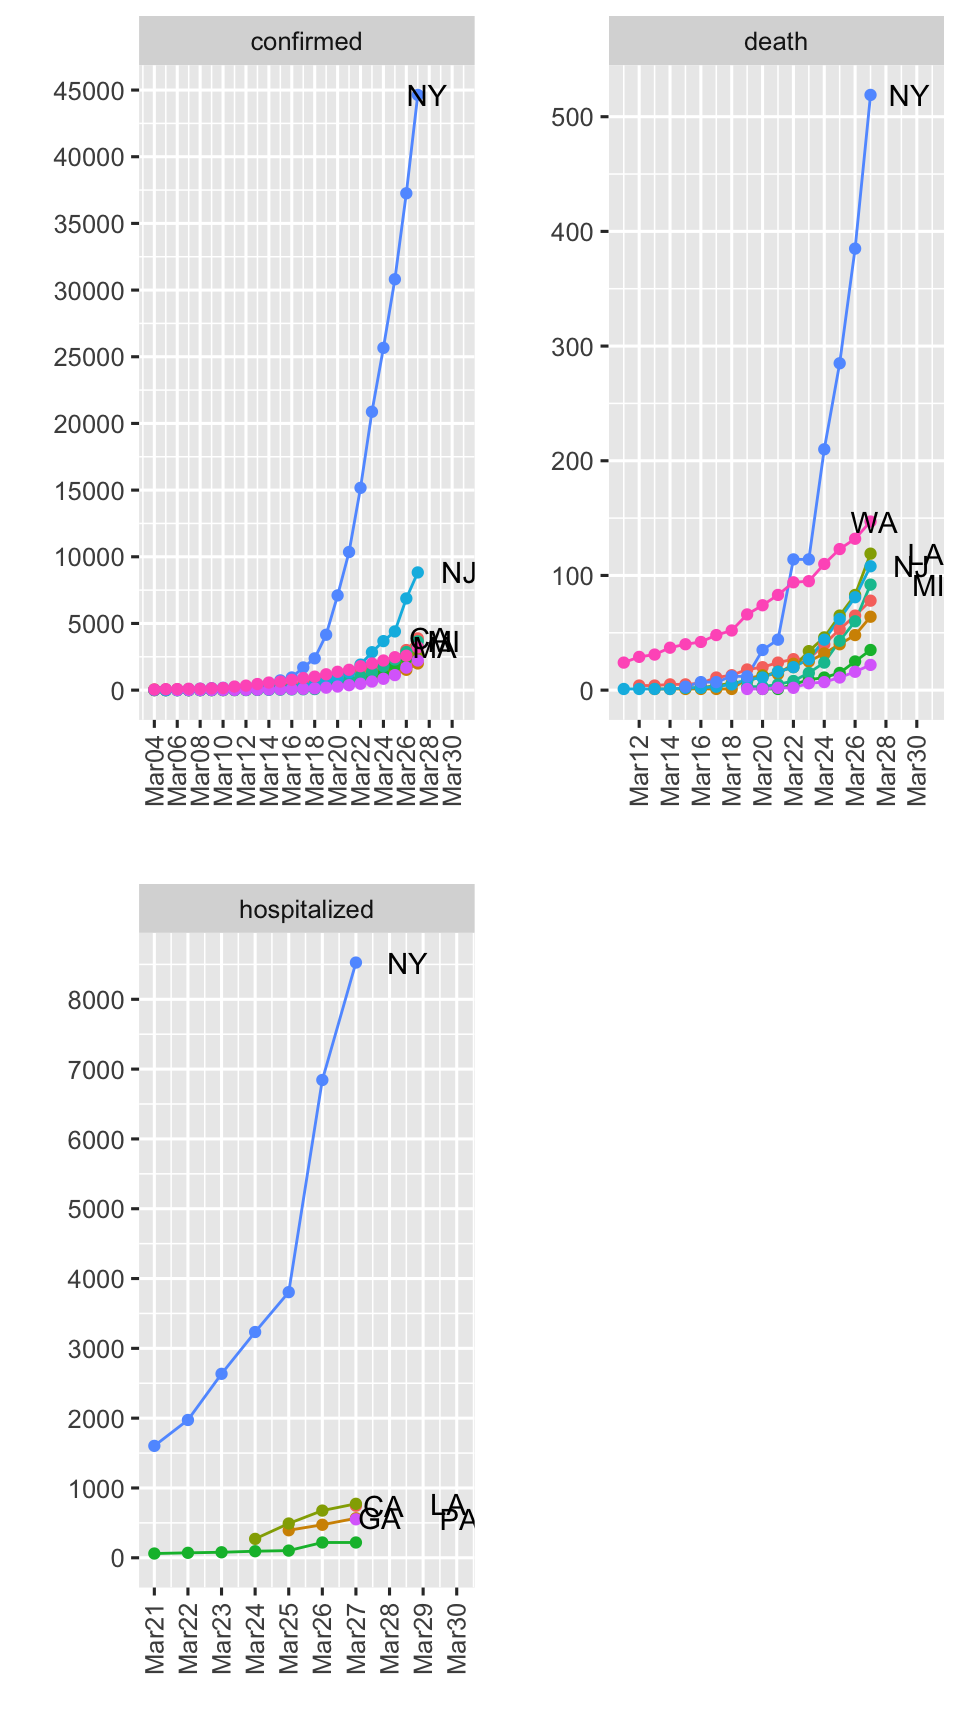 confirmed
45000
40000
35000
30000
25000
20000
15000
10000
5000
0
NY
NJ
CA
MI
MA
Mar04
Mar06
Mar08
Mar10
Mar12
Mar14
Mar16
Mar18
Mar20
Mar22
Mar24
Mar26
Mar28
Mar30
death
500
400
300
200
100
0
NY
WA
LA
NJ
MI
Mar12
Mar14
Mar16
Mar18
Mar20
Mar22
Mar24
Mar26
Mar28
Mar30
hospitalized
8000
7000
6000
5000
4000
3000
2000
1000
0
NY
CA
LA
GA
PA
Mar21
Mar22
Mar23
Mar24
Mar25
Mar26
Mar27
Mar28
Mar29
Mar30